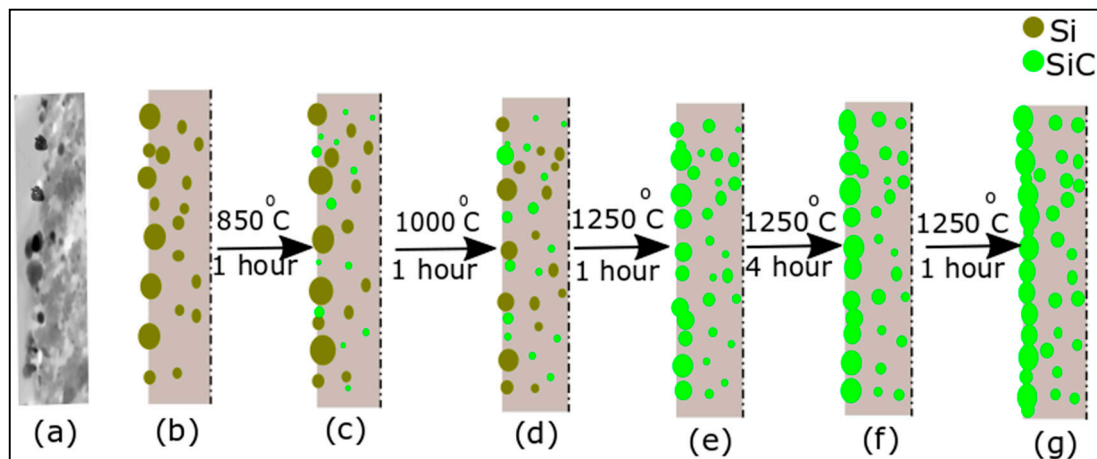 Si
SiC
850°C
1 hour
1000°C
1 hour
1250°C
1 hour
1250°C
4 hour
1250°C
1 hour
(a)
(b)
(c)
(d)
(e)
(f)
(g)